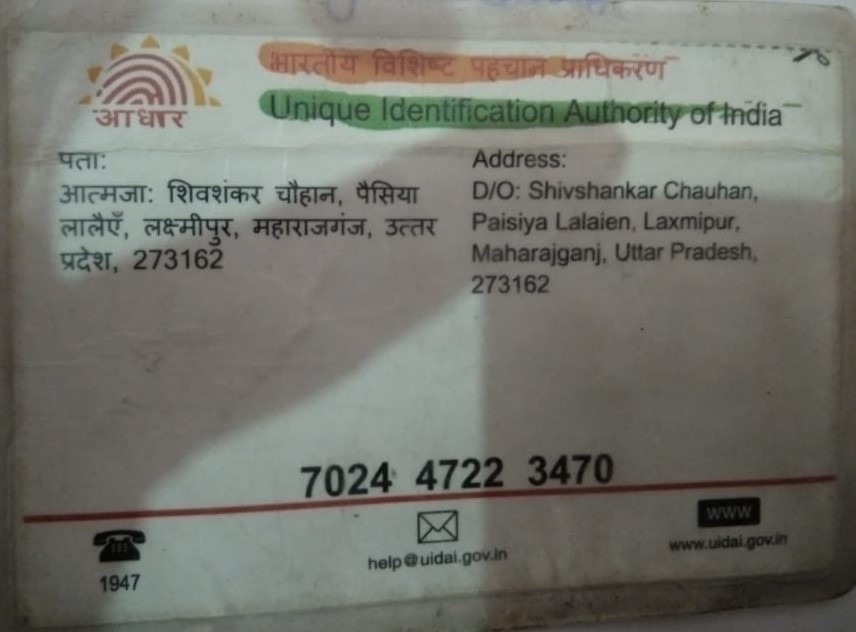 आधार
भारतीय विशिष्ट पहचान प्राधिकरण
Unique Identification Authority of India
पता:
आत्मजा: शिवशंकर चौहान, पैसिया
लालैएँ, लक्ष्मीपुर, महाराजगंज, उत्तर
प्रदेश, 273162
Address:
D/O: Shivshankar Chauhan,
Paisiya Lalaien, Laxmipur,
Maharajganj, Uttar Pradesh,
273162
7024 4722 3470
1947
help@uidai.gov.in
www
www.uidai.gov.in